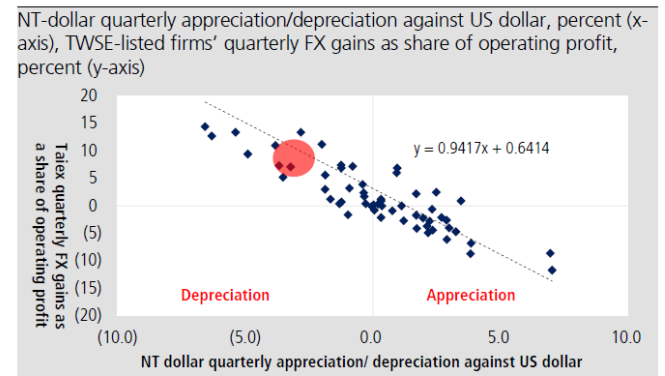 NT-dollar quarterly appreciation/depreciation against US dollar, percent (x-
axis), TWSE-listed firms' quarterly FX gains as share of operating profit,
percent (y-axis)
Taiex quarterly FX gains as
a share of operating profit
20
15
10
5
0
(5)
(10)
(15)
(20)
y = 0.9417x + 0.6414
Depreciation
Appreciation
(10.0)
(5.0)
0.0
5.0
10.0
NT dollar quarterly appreciation/ depreciation against US dollar